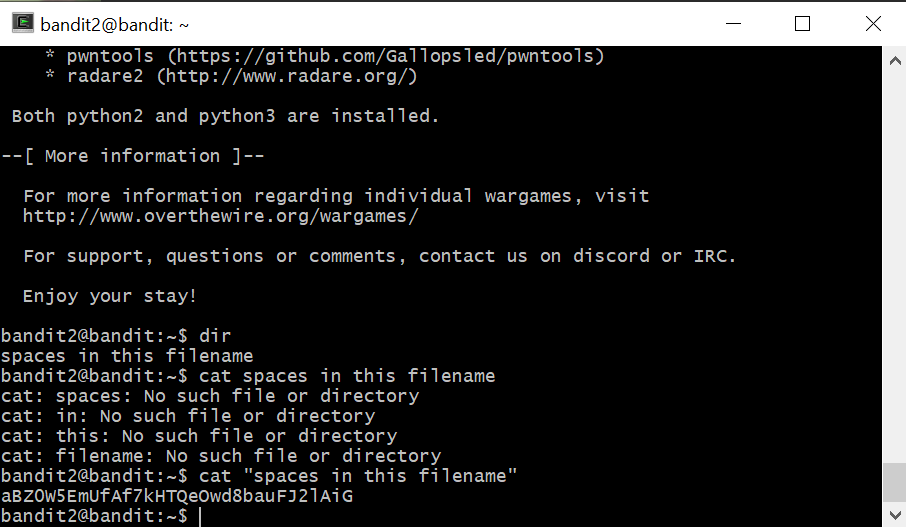 bandit2@bandit: ~
* pwntools (https://github.com/Gallopsled/pwntools)
* radare2 (http://www.radare.org/)
Both python2 and python3 are installed.
--[ More information ]--
For more information regarding individual wargames, visit
http://www.overthewire.org/wargames/
For support, questions or comments, contact us on discord or IRC.
Enjoy your stay!
bandit2@bandit:~$ dir
spaces in this filename
bandit2@bandit:~$ cat spaces in this filename
cat: spaces: No such file or directory
cat: in: No such file or directory
cat: this: No such file or directory
cat: filename: No such file or directory
bandit2@bandit:~$ cat "spaces in this filename"
aBZ0W5EmUfAf7kHTQeOwd8bauFJ2lAiG
bandit2@bandit:~$